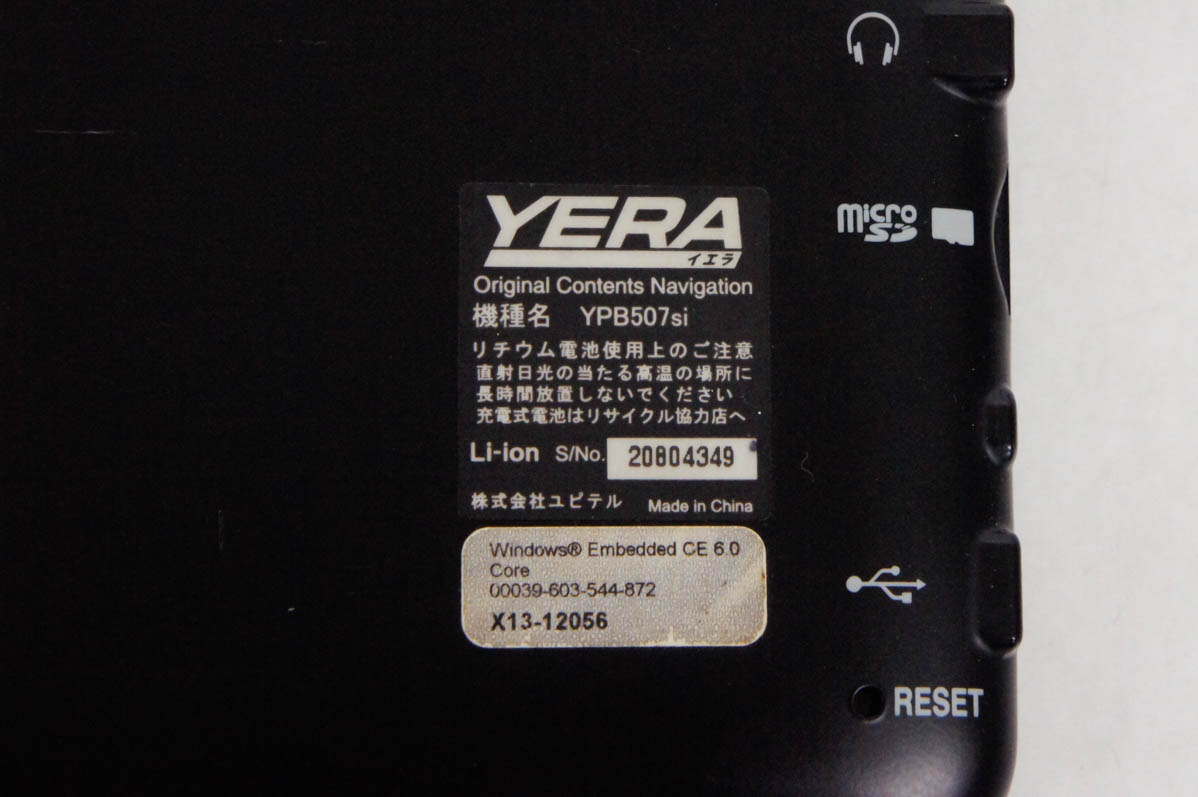 YERA
イエラ
Original Contents Navigation
機種名 YPB507si
リチウム電池使用上のご注意
直射日光の当たる高温の場所に
長時間放置しないでください
充電式電池はリサイクル協力店へ
Li-ion S/No. 20804349
株式会社ユピテル Made in China
Windows® Embedded CE 6.0
Core
00039-603-544-872
X13-12056
micro
SD
RESET